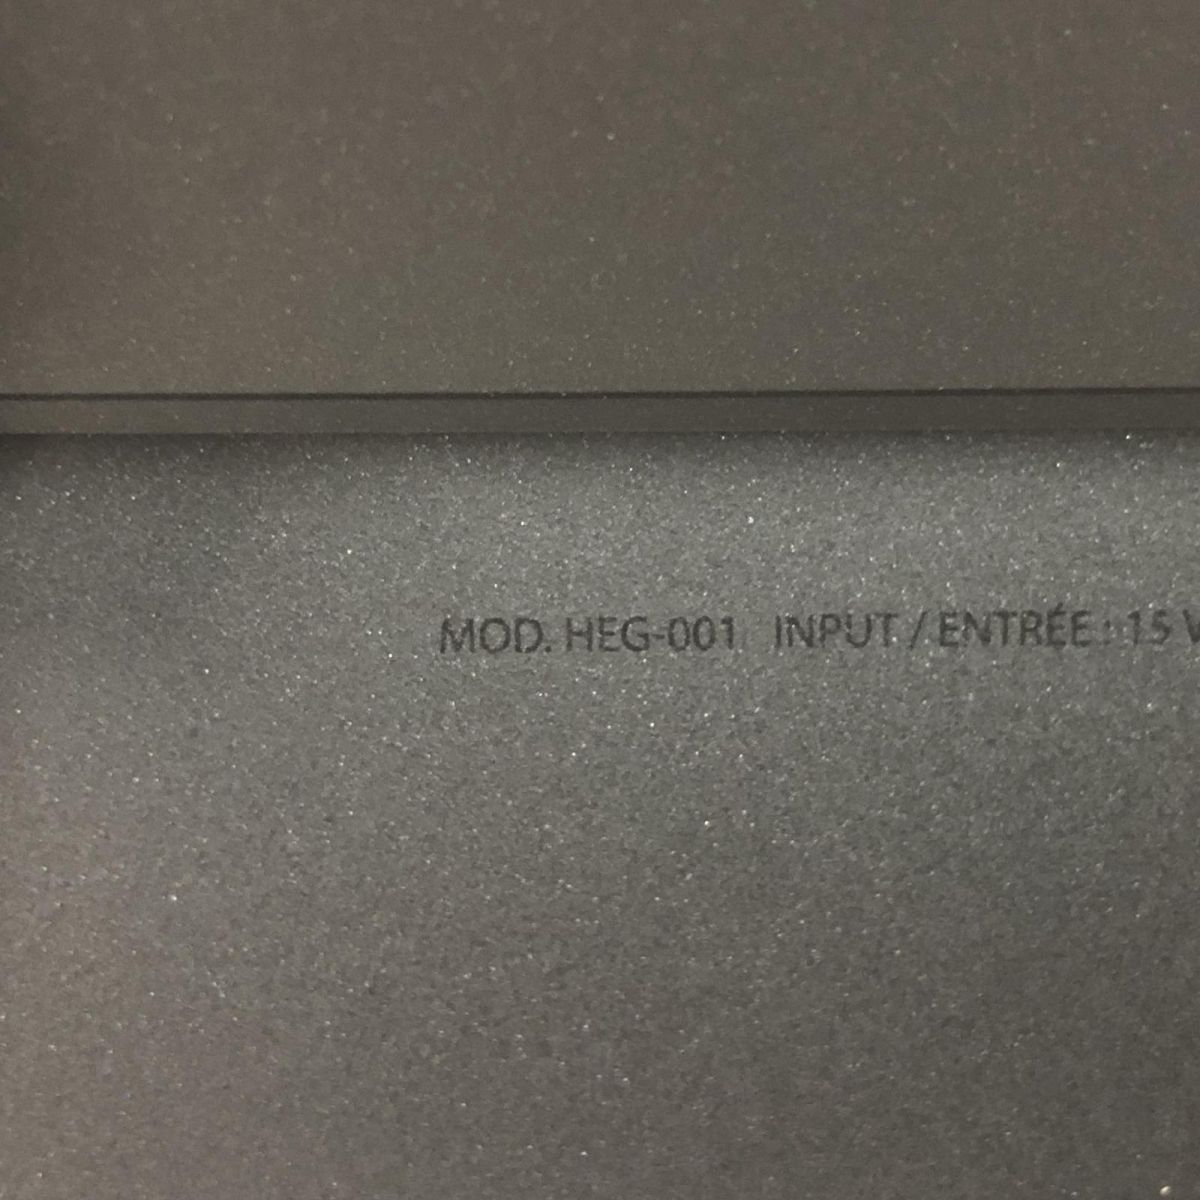 MOD. HEG-001 INPUT / ENTRÉE : 15 V